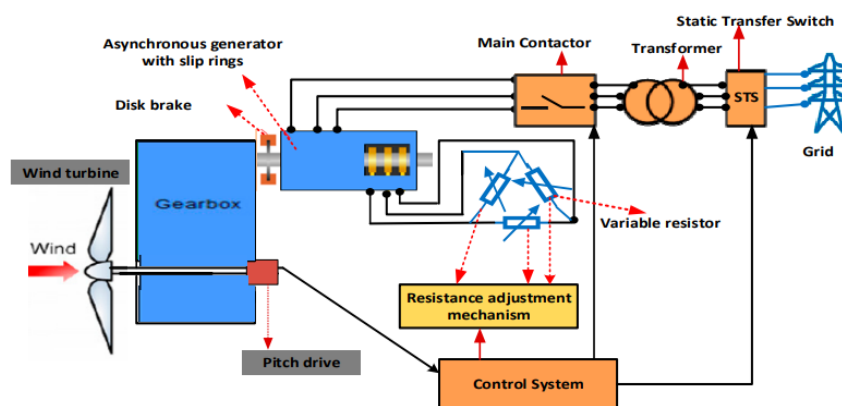 Static Transfer Switch
Asynchronous generator
with slip rings
Main Contactor
Transformer
Disk brake
STS
Grid
Wind turbine
Gearbox
Variable resistor
Wind
Resistance adjustment
mechanism
Pitch drive
Control System